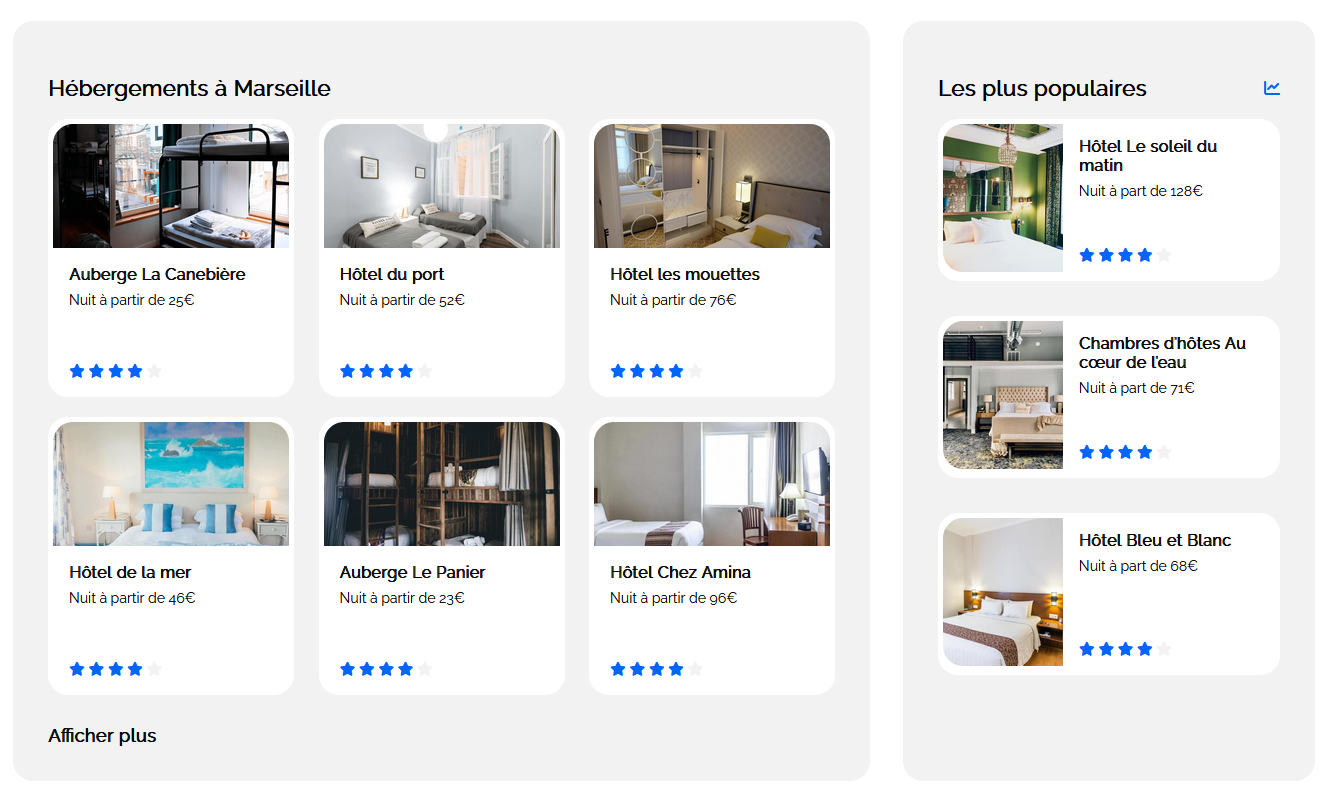 Hébergements à Marseille
Auberge La Canebière
Nuit à partir de 25€
Hôtel du port
Nuit à partir de 52€
Hôtel les mouettes
Nuit à partir de 76€
Hôtel de la mer
Nuit à partir de 46€
Auberge Le Panier
Nuit à partir de 23€
Hôtel Chez Amina
Nuit à partir de 96€
Afficher plus
Les plus populaires
Hôtel Le soleil du
matin
Nuit à part de 128€
Chambres d'hôtes Au
cœur de l'eau
Nuit à part de 71€
Hôtel Bleu et Blanc
Nuit à part de 68€